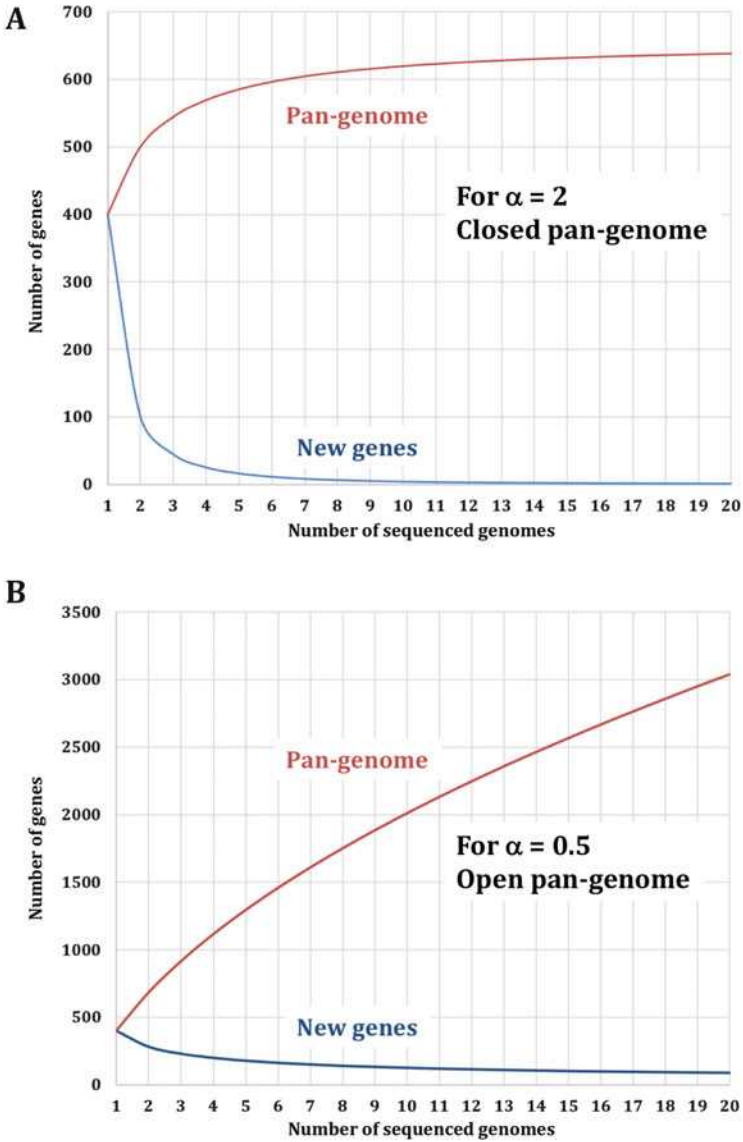 A
700
600
500
400
300
200
100
0
Number of genes
Pan-genome
For α = 2
Closed pan-genome
New genes
1 2 3 4 5 6 7 8 9 10 11 12 13 14 15 16 17 18 19 20
Number of sequenced genomes
B
3500
3000
2500
2000
1500
1000
500
0
Number of genes
Pan-genome
For α = 0.5
Open pan-genome
New genes
1 2 3 4 5 6 7 8 9 10 11 12 13 14 15 16 17 18 19 20
Number of sequenced genomes